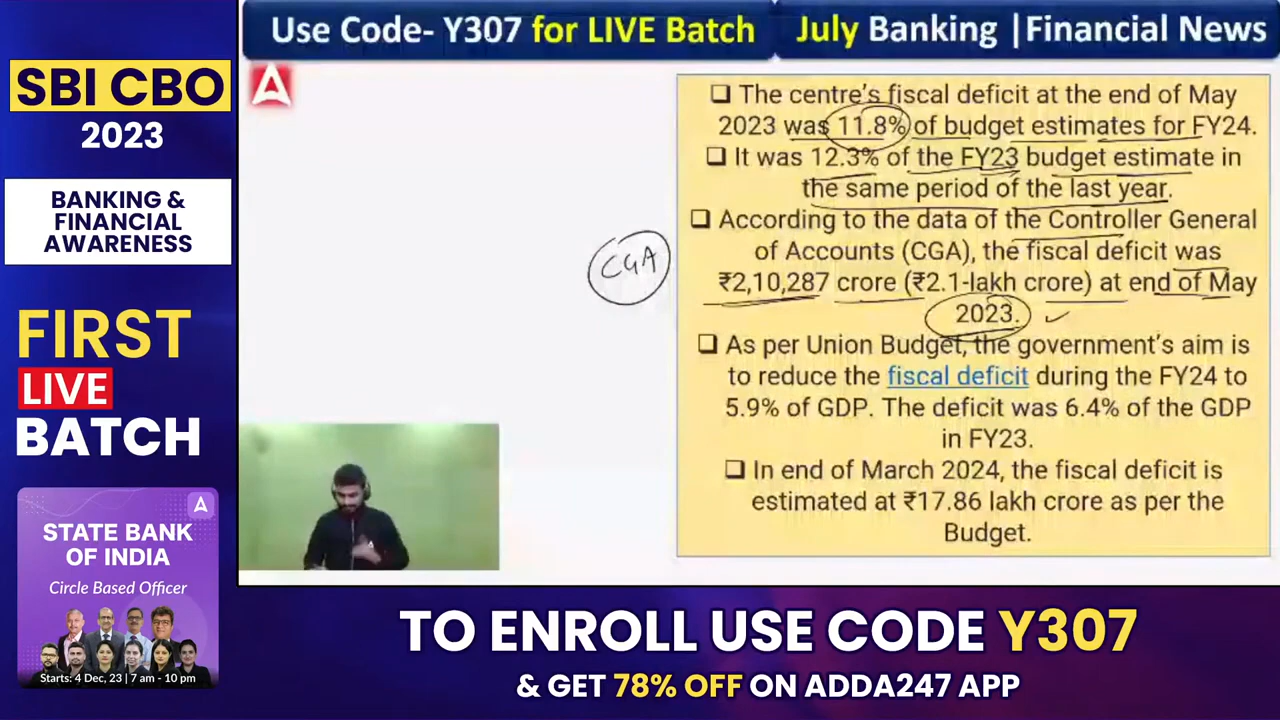 Use Code- Y307 for LIVE Batch
July Banking |Financial News
SBI CBO
2023
BANKING &
FINANCIAL
AWARENESS
FIRST
LIVE
BATCH
STATE BANK
OF INDIA
Circle Based Officer
Starts: 4 Dec, 23 | 7 am - 10 pm
CGA
❑ The centre's fiscal deficit at the end of May
2023 was 11.8% of budget estimates for FY24.
❑ It was 12.3% of the FY23 budget estimate in
the same period of the last year.
❑ According to the data of the Controller General
of Accounts (CGA), the fiscal deficit was
₹2,10,287 crore (₹2.1-lakh crore) at end of May
2023.
❑ As per Union Budget, the government's aim is
to reduce the fiscal deficit during the FY24 to
5.9% of GDP. The deficit was 6.4% of the GDP
in FY23.
❑ In end of March 2024, the fiscal deficit is
estimated at ₹17.86 lakh crore as per the
Budget.
TO ENROLL USE CODE Y307
& GET 78% OFF ON ADDA247 APP